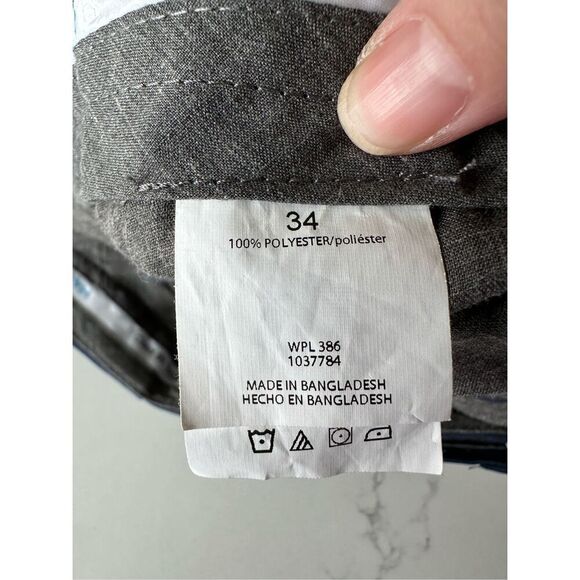 34
100% POLYESTER/poliéster
WPL 386
1037784
MADE IN BANGLADESH
HECHO EN BANGLADESH